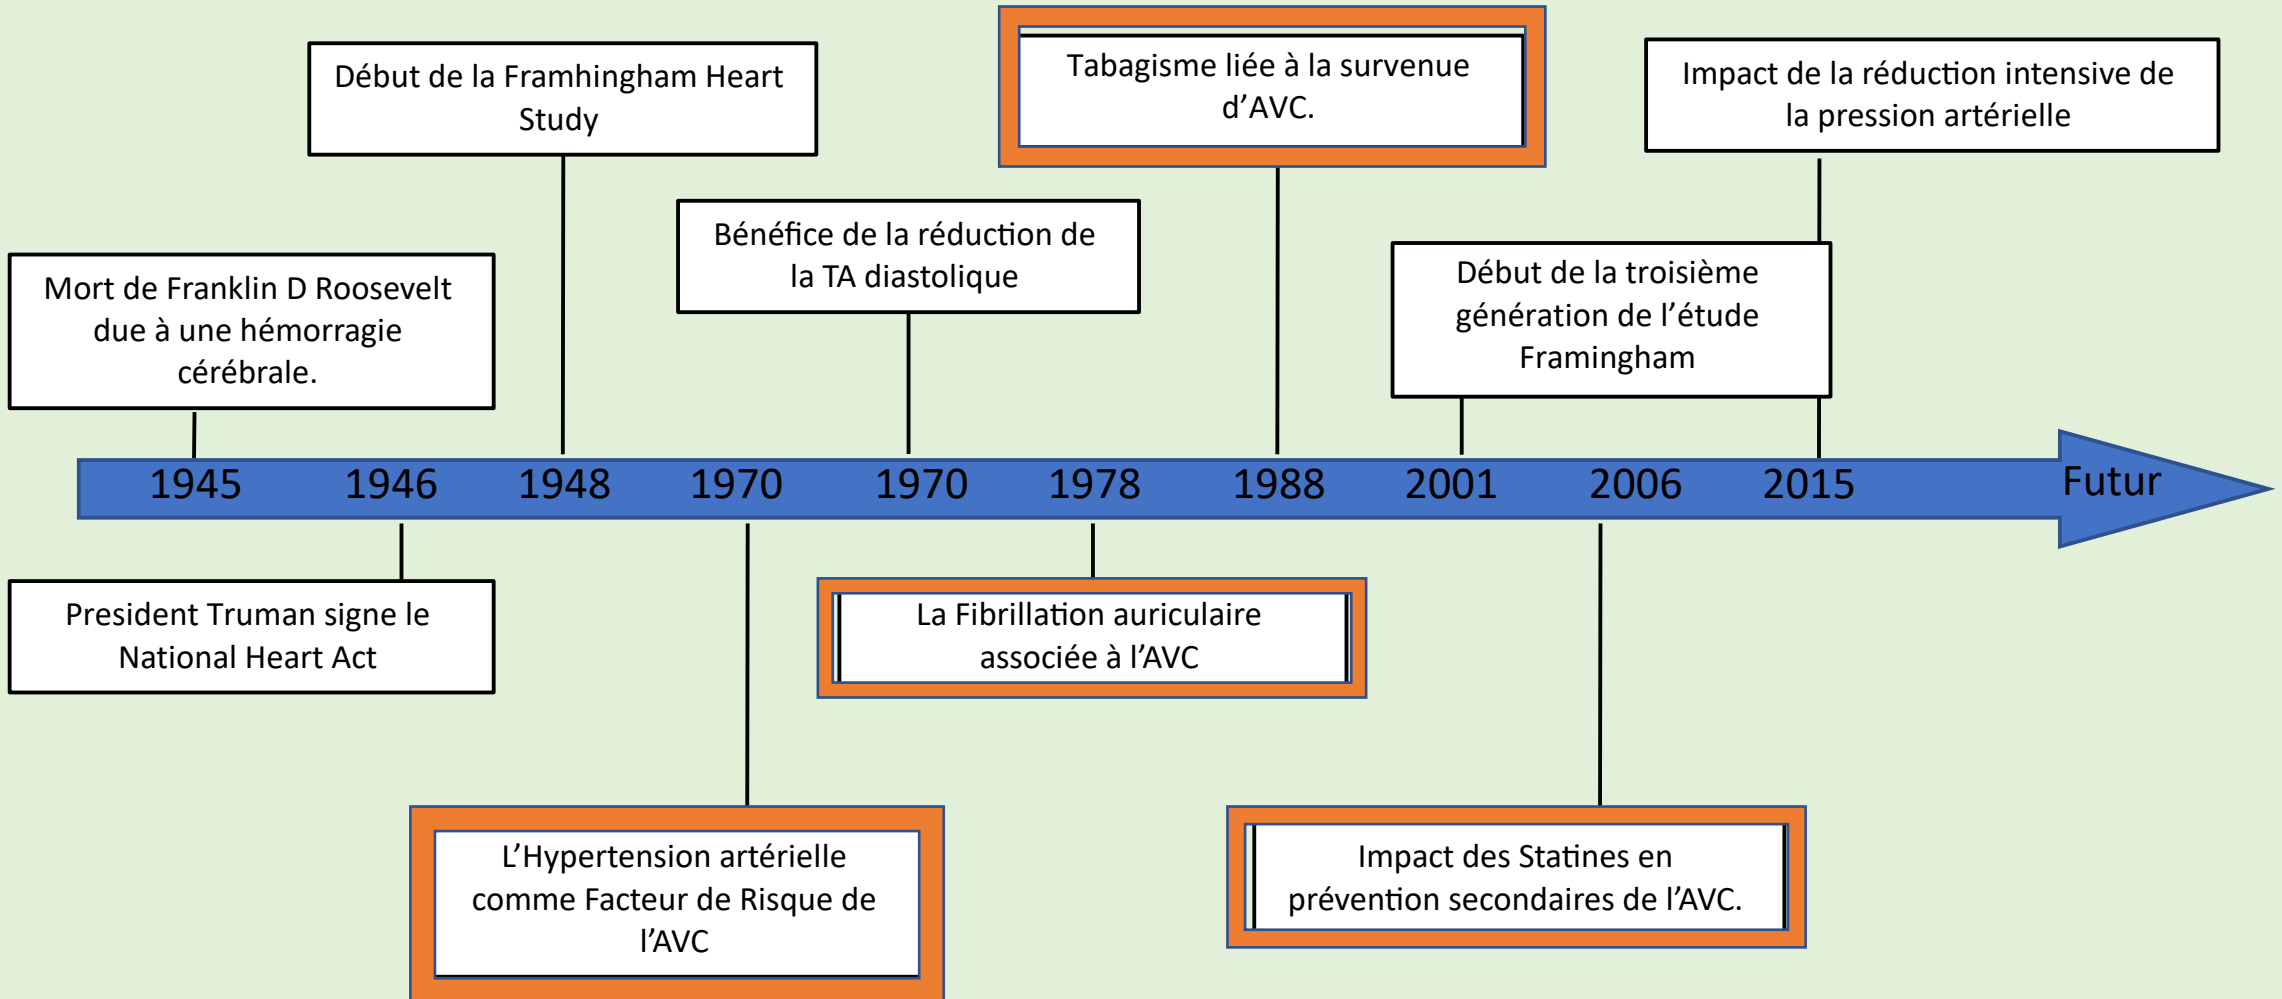 Début de la Framhingham Heart
Study
Tabagisme liée à la survenue
d’AVC.
Impact de la réduction intensive de
la pression artérielle
Bénéfice de la réduction de
la TA diastolique
Mort de Franklin D Roosevelt
due à une hémorragie
cérébrale.
Début de la troisième
génération de l’étude
Framingham
1945 1946 1948 1970 1970 1978 1988 2001 2006 2015 Futur
President Truman signe le
National Heart Act
La Fibrillation auriculaire
associée à l’AVC
L’Hypertension artérielle
comme Facteur de Risque de
l’AVC
Impact des Statines en
prévention secondaires de l’AVC.